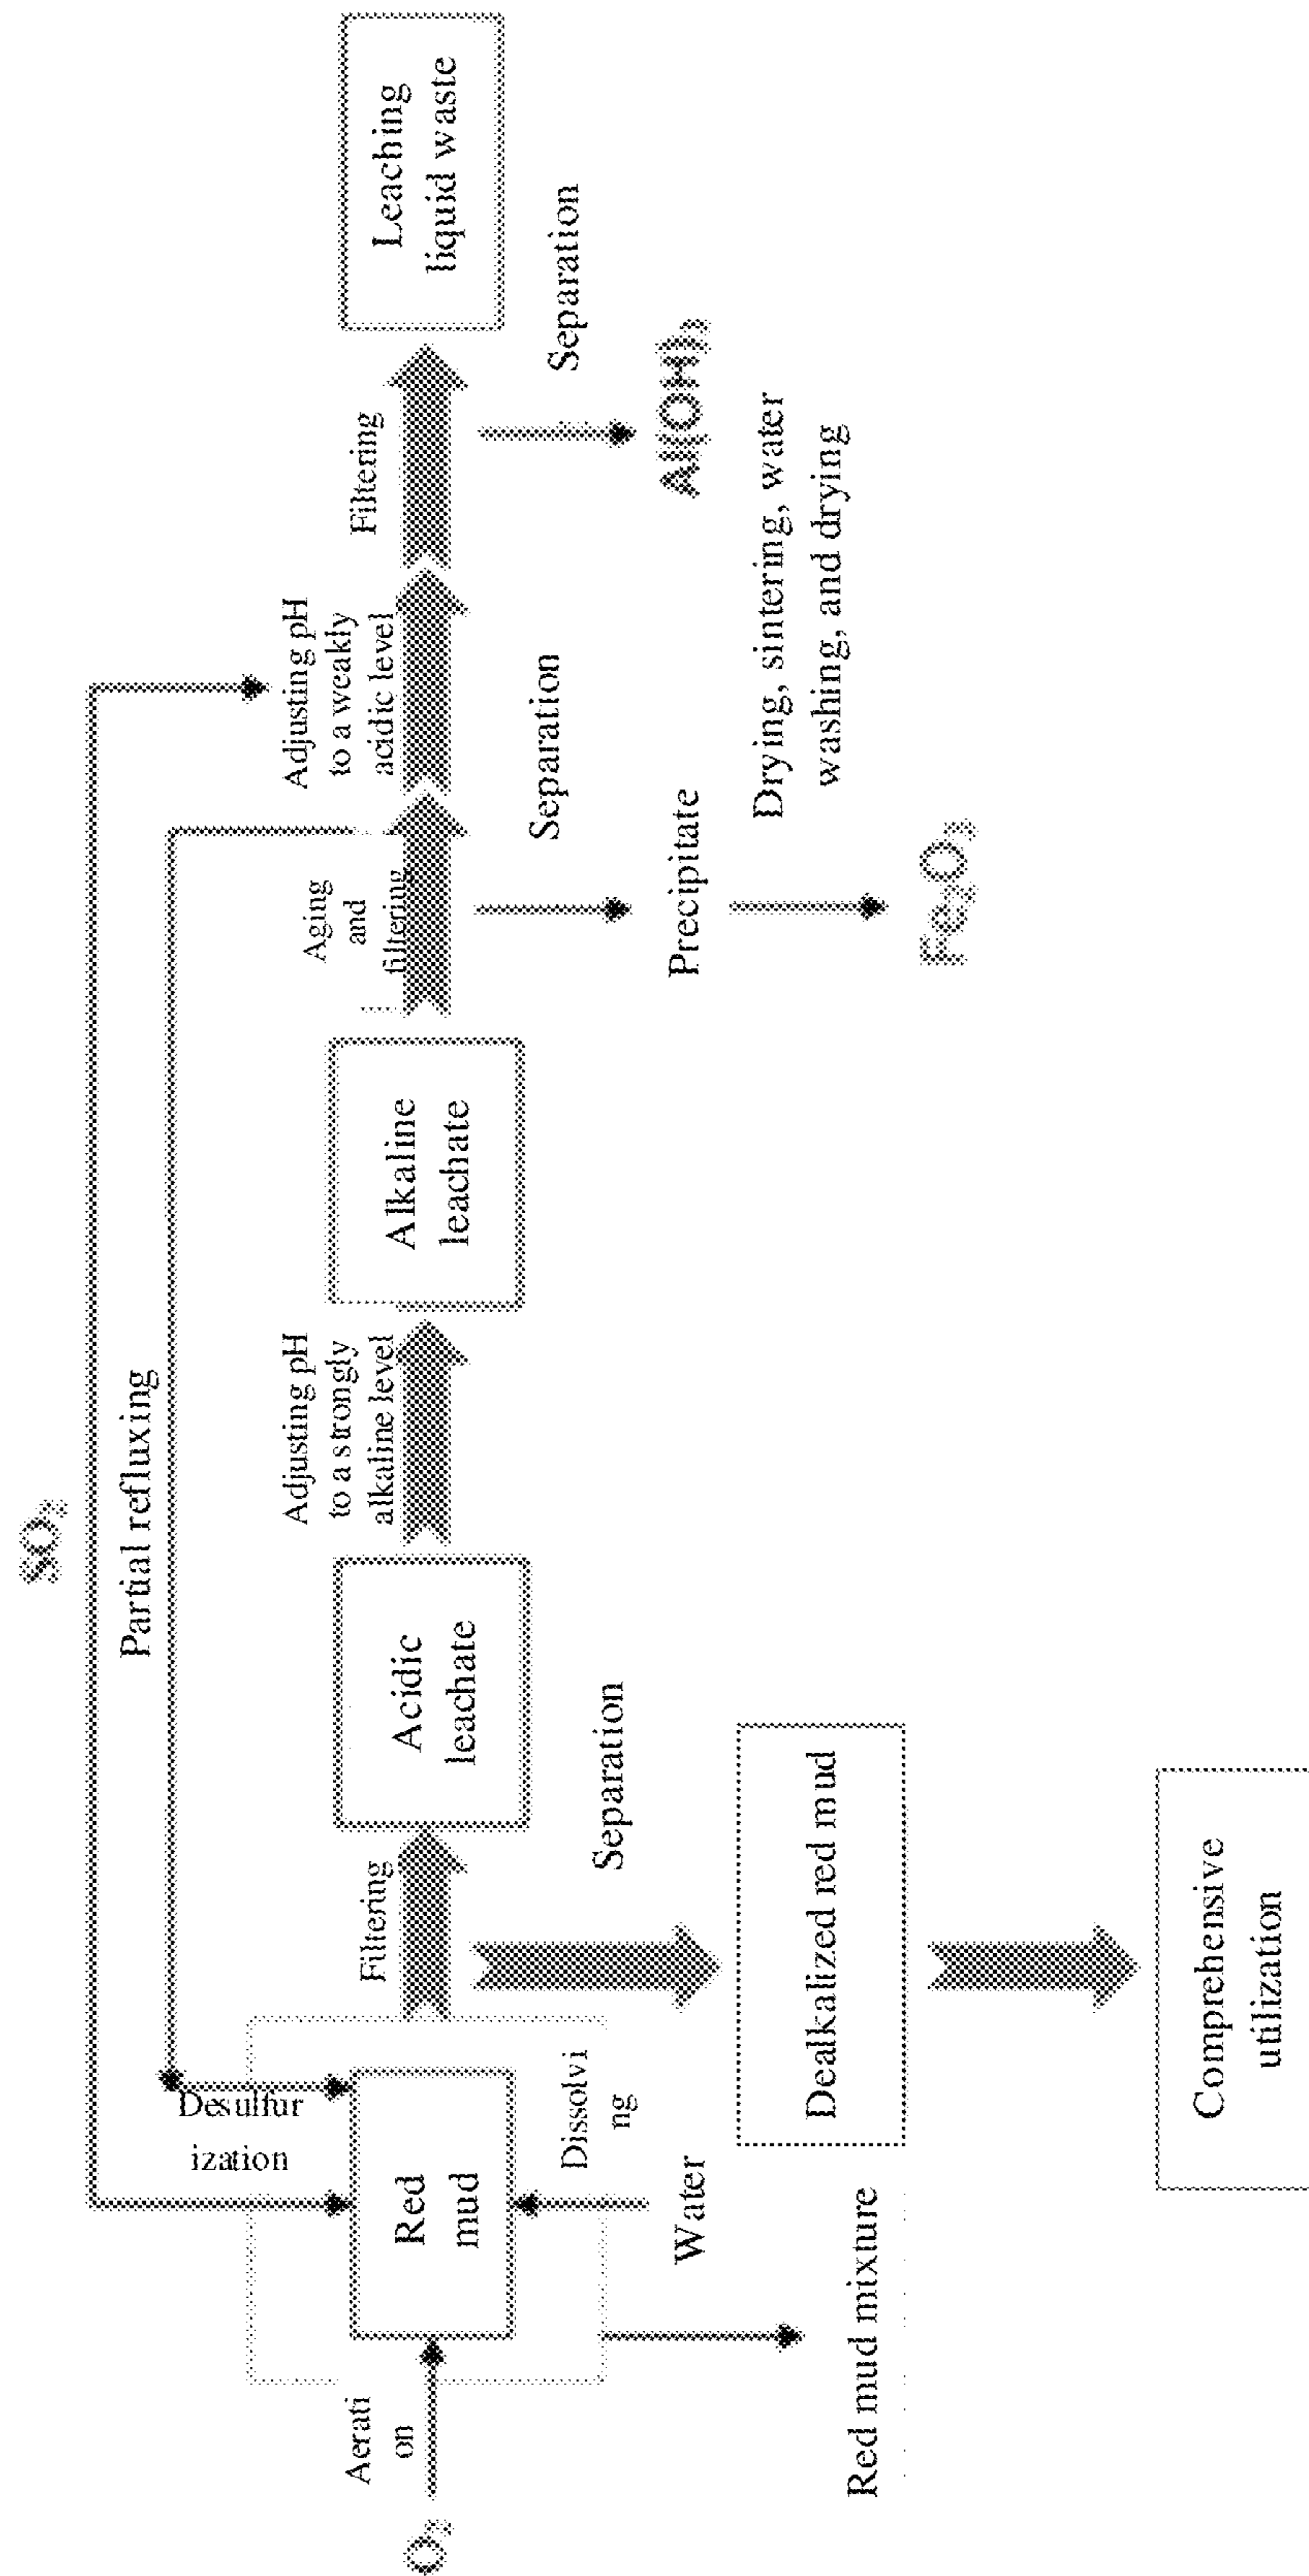 SO₂
Partial refluxing
Desulfur
ization
Aerati
on
Red
mud
Dissolvi
ng
Water
Red mud mixture
Filtering
Separation
Dealkalized red mud
Comprehensive
utilization
Acidic
leachate
Adjusting pH
to a strongly
alkaline level
Alkaline
leachate
Aging
and
filtering
Separation
Precipitate
Drying, sintering, water
washing, and drying
Fe₂O₃
Adjusting pH
to a weakly
acidic level
Filtering
Separation
Al(OH)₃
Leaching
liquid waste